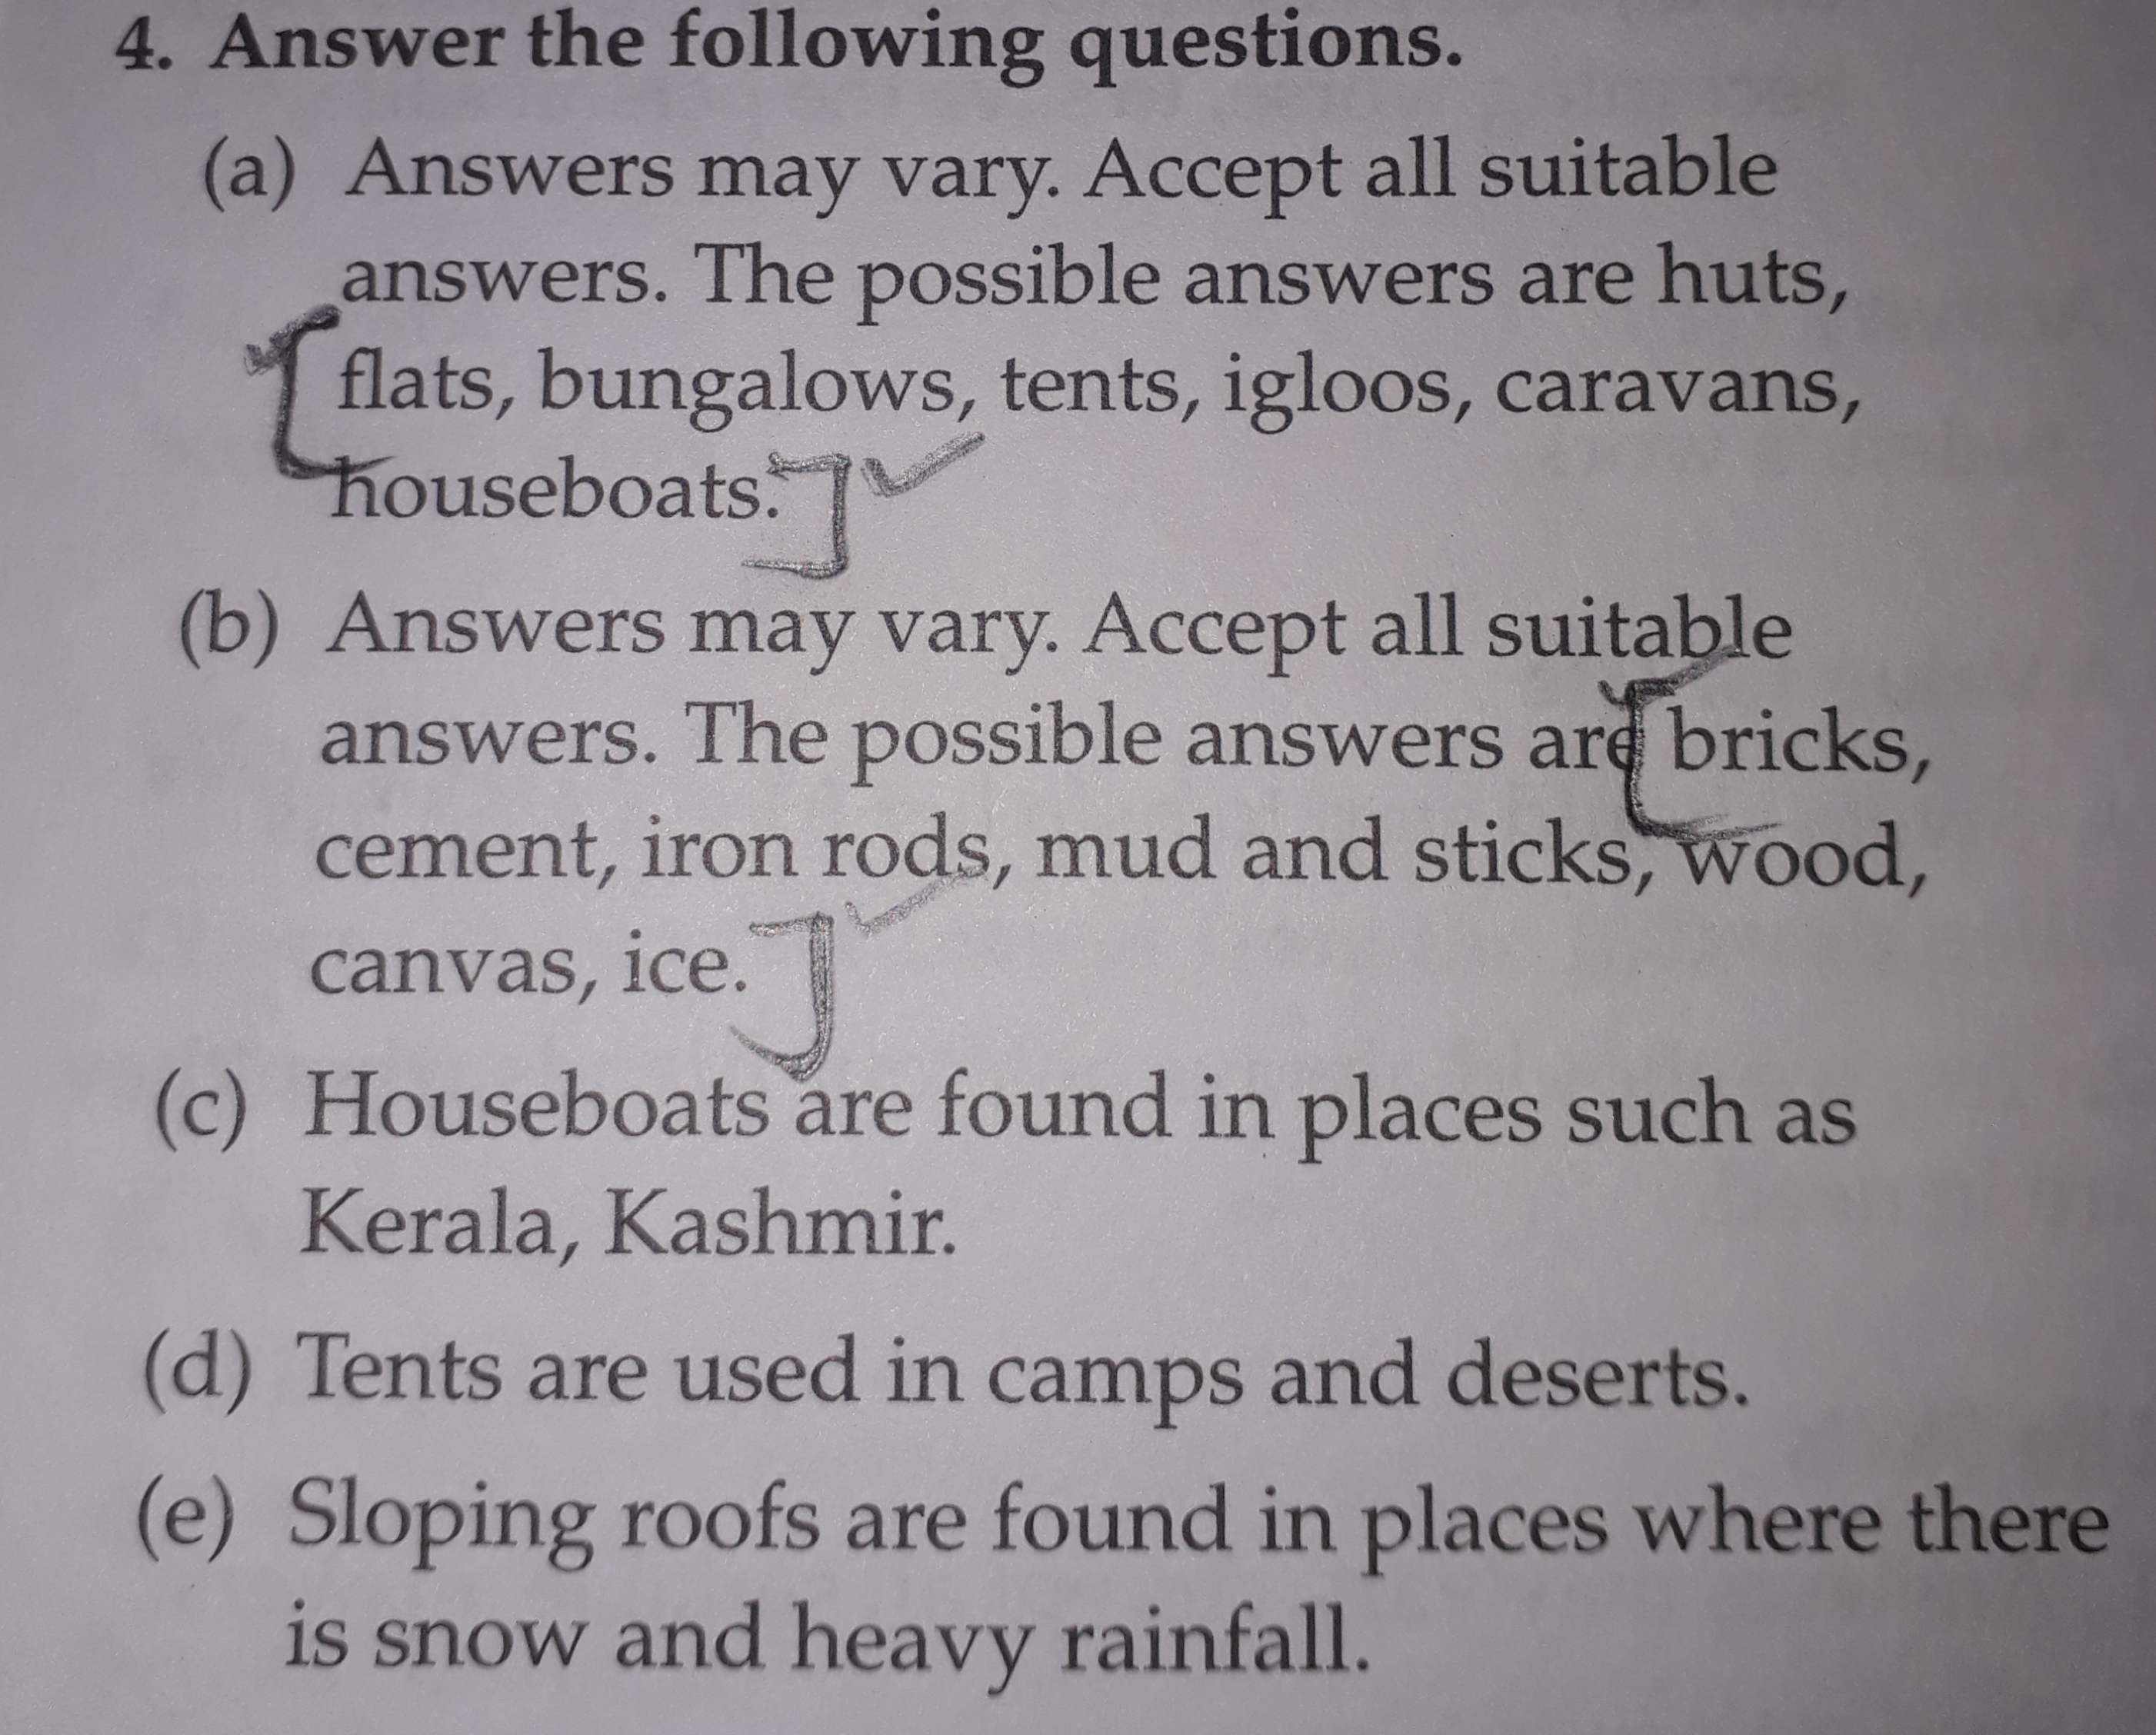 4. Answer the following questions.
(a) Answers may vary. Accept all suitable
answers. The possible answers are huts,
flats, bungalows, tents, igloos, caravans,
houseboats.
(b) Answers may vary. Accept all suitable
answers. The possible answers are bricks,
cement, iron rods, mud and sticks, wood,
canvas, ice.
(c) Houseboats are found in places such as
Kerala, Kashmir.
(d) Tents are used in camps and deserts.
(e) Sloping roofs are found in places where there
is snow and heavy rainfall.